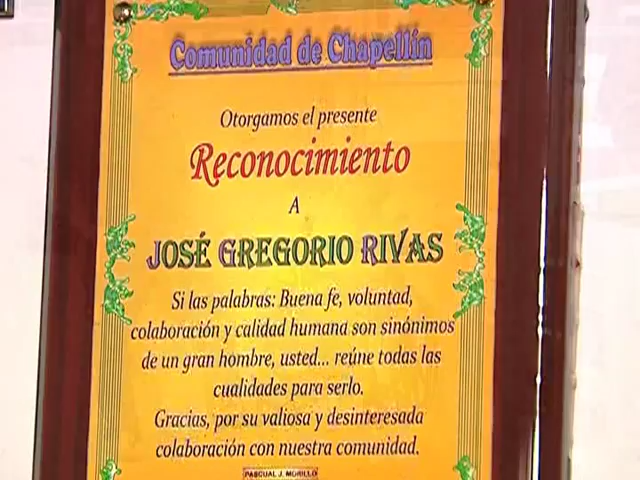 Comunidad de Chapellín
Otorgamos el presente
Reconocimiento
A
JOSÉ GREGORIO RIVAS
Si las palabras: Buena fe, voluntad,
colaboración y calidad humana son sinónimos
de un gran hombre, usted... reúne todas las
cualidades para serlo.
Gracias, por su valiosa y desinteresada
colaboración con nuestra comunidad.
PASCUAL J. MORILLO